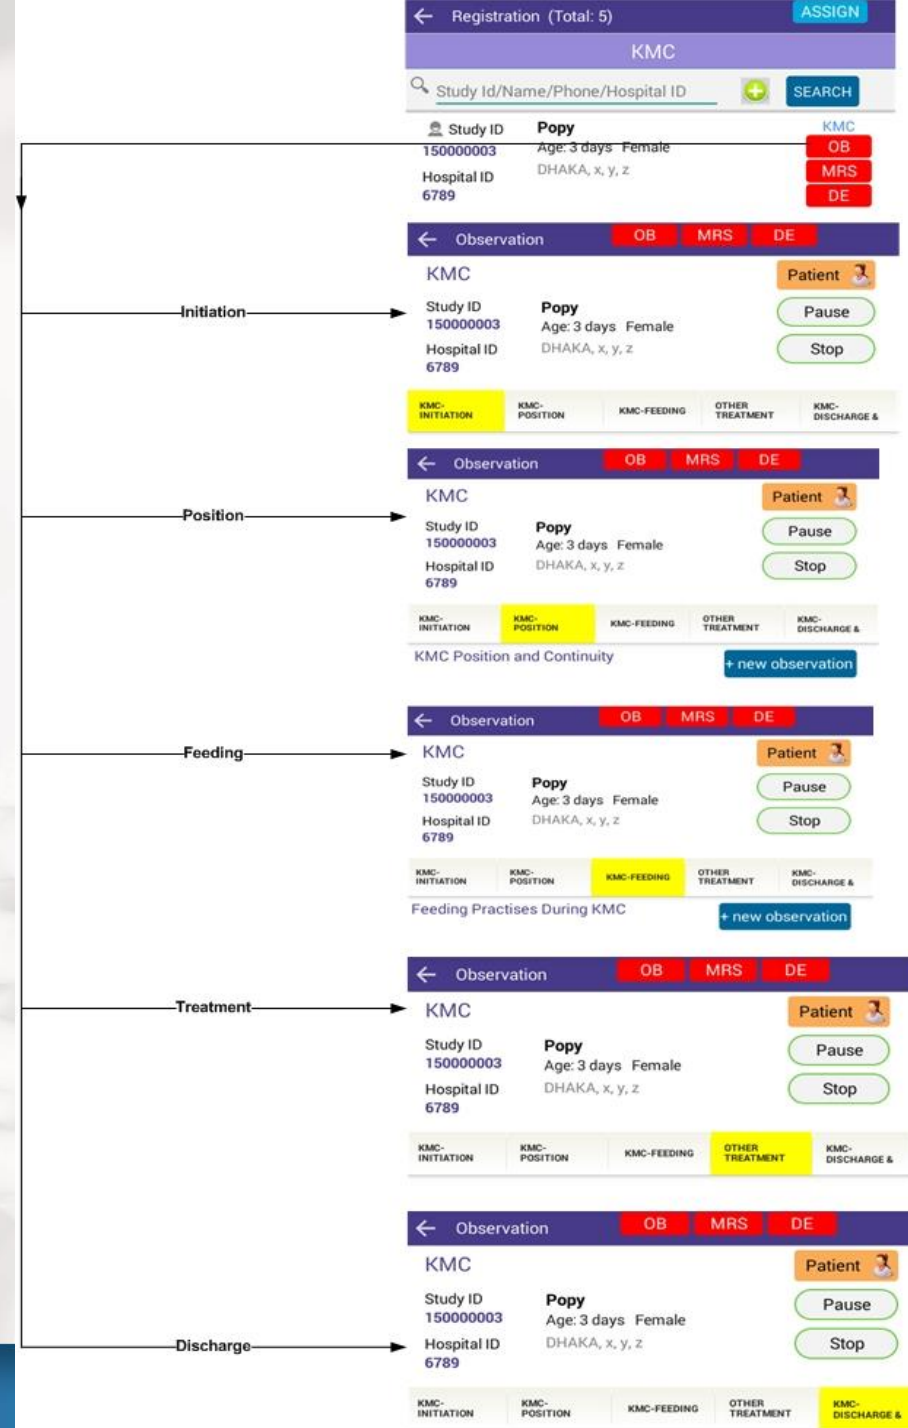 ← Registration (Total: 5) ASSIGN
KMC
Study Id/Name/Phone/Hospital ID SEARCH
Study ID Popy KMC
150000003 Age: 3 days Female OB
Hospital ID DHAKA, x, y, z MRS
6789 DE
← Observation OB MRS DE
KMC Patient
Study ID Popy Pause
150000003 Age: 3 days Female
Hospital ID DHAKA, x, y, z Stop
6789
Initiation
KMC-INITIATION KMC-POSITION KMC-FEEDING OTHER TREATMENT KMC-DISCHARGE &
← Observation OB MRS DE
KMC Patient
Position
Study ID Popy Pause
150000003 Age: 3 days Female
Hospital ID DHAKA, x, y, z Stop
6789
KMC-INITIATION KMC-POSITION KMC-FEEDING OTHER TREATMENT KMC-DISCHARGE &
KMC Position and Continuity + new observation
← Observation OB MRS DE
Feeding
KMC Patient
Study ID Popy Pause
150000003 Age: 3 days Female
Hospital ID DHAKA, x, y, z Stop
6789
KMC-INITIATION KMC-POSITION KMC-FEEDING OTHER TREATMENT KMC-DISCHARGE &
Feeding Practises During KMC + new observation
← Observation OB MRS DE
Treatment
KMC Patient
Study ID Popy Pause
150000003 Age: 3 days Female
Hospital ID DHAKA, x, y, z Stop
6789
KMC-INITIATION KMC-POSITION KMC-FEEDING OTHER TREATMENT KMC-DISCHARGE &
← Observation OB MRS DE
KMC Patient
Study ID Popy Pause
150000003 Age: 3 days Female
Discharge
Hospital ID DHAKA, x, y, z Stop
6789
KMC-INITIATION KMC-POSITION KMC-FEEDING OTHER TREATMENT KMC-DISCHARGE &